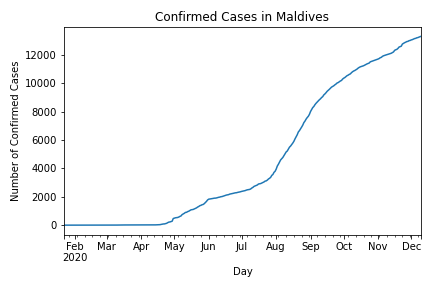 Confirmed Cases in Maldives
Number of Confirmed Cases
12000
10000
8000
6000
4000
2000
0
Feb Mar Apr May Jun Jul Aug Sep Oct Nov Dec
2020
Day